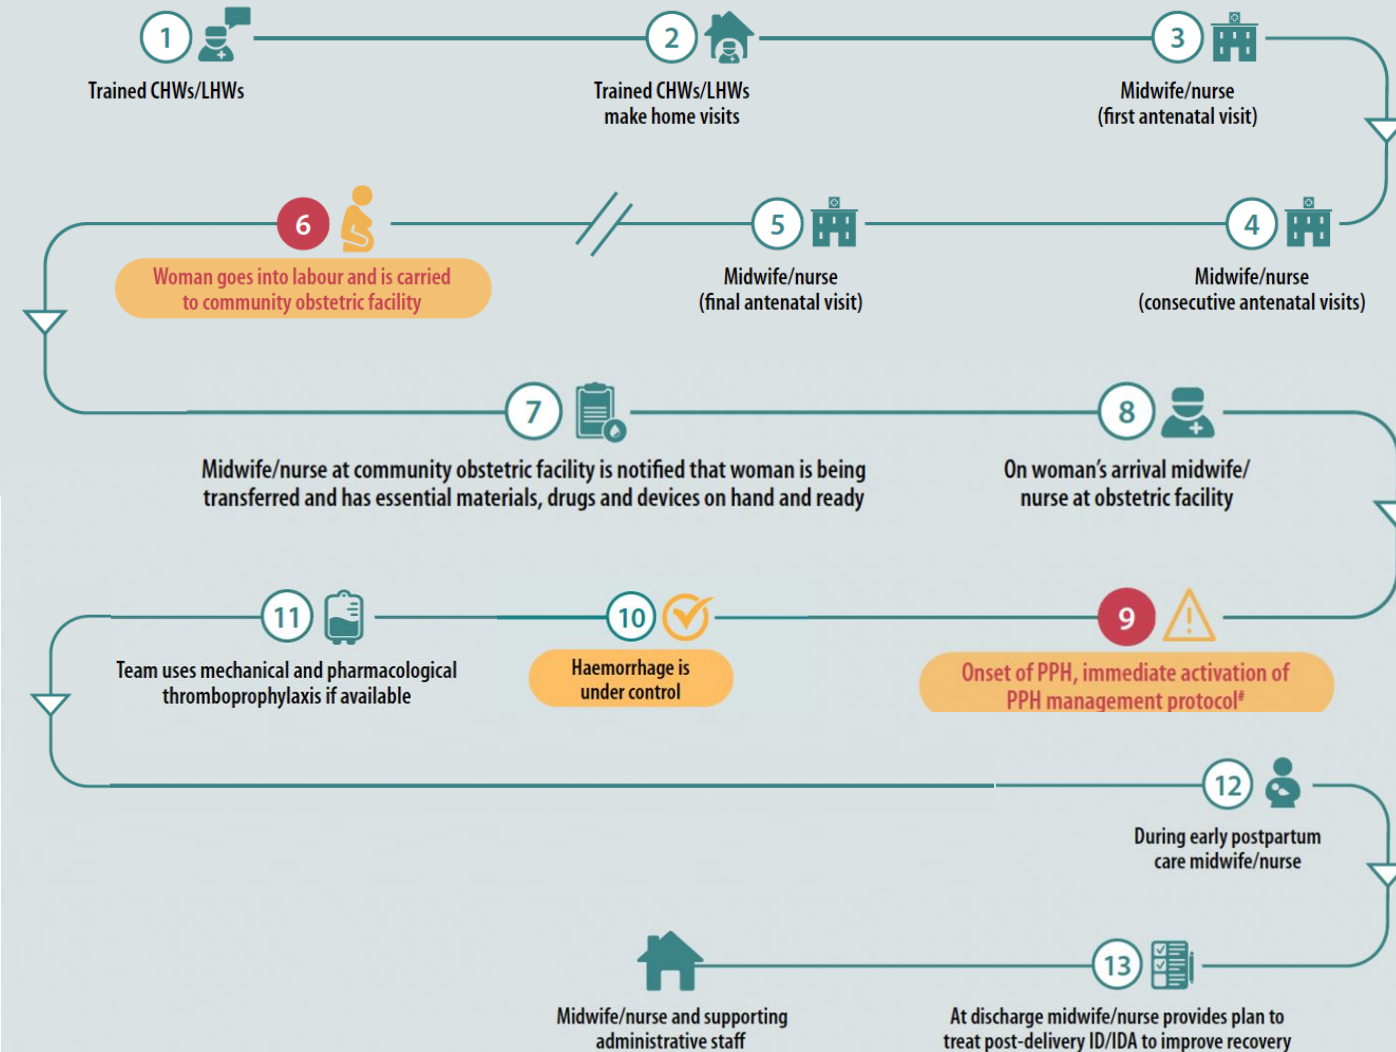 1
Trained CHWs/LHWs
2
Trained CHWs/LHWs
make home visits
3
Midwife/nurse
(first antenatal visit)
4
Midwife/nurse
(consecutive antenatal visits)
5
Midwife/nurse
(final antenatal visit)
6
Woman goes into labour and is carried
to community obstetric facility
7
Midwife/nurse at community obstetric facility is notified that woman is being
transferred and has essential materials, drugs and devices on hand and ready
8
On woman's arrival midwife/
nurse at obstetric facility
9
Onset of PPH, immediate activation of
PPH management protocol#
10
Haemorrhage is
under control
11
Team uses mechanical and pharmacological
thromboprophylaxis if available
12
During early postpartum
care midwife/nurse
13
At discharge midwife/nurse provides plan to
treat post-delivery ID/IDA to improve recovery
Midwife/nurse and supporting
administrative staff